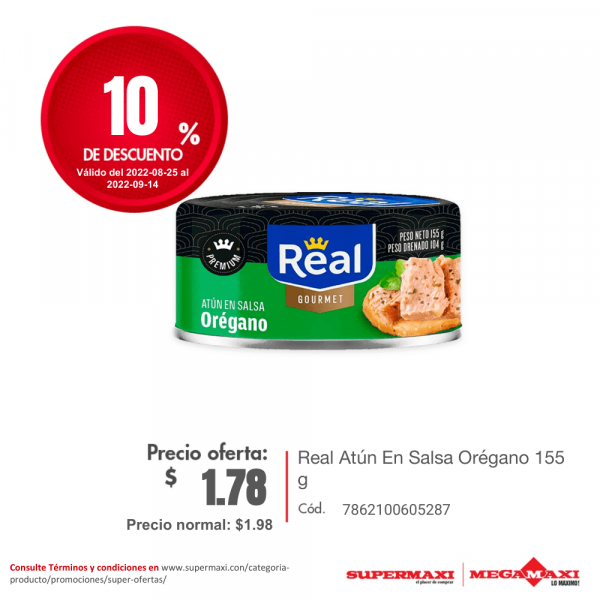 10
%
DE DESCUENTO
Válido del 2022-08-25 al
2022-09-14
PREMIUM
Real
GOURMET
PESO NETO 155 g
PESO DRENADO 104 g
ATÚN EN SALSA
Orégano
Precio oferta:
$ 1.78
Precio normal: $1.98
Real Atún En Salsa Orégano 155
g
Cód. 7862100605287
Consulte Términos y condiciones en www.supermaxi.con/categoria-
producto/promociones/super-ofertas/
SUPERMAXI
el placer de comprar
MEGAMAXI
LO MÁXIMO!